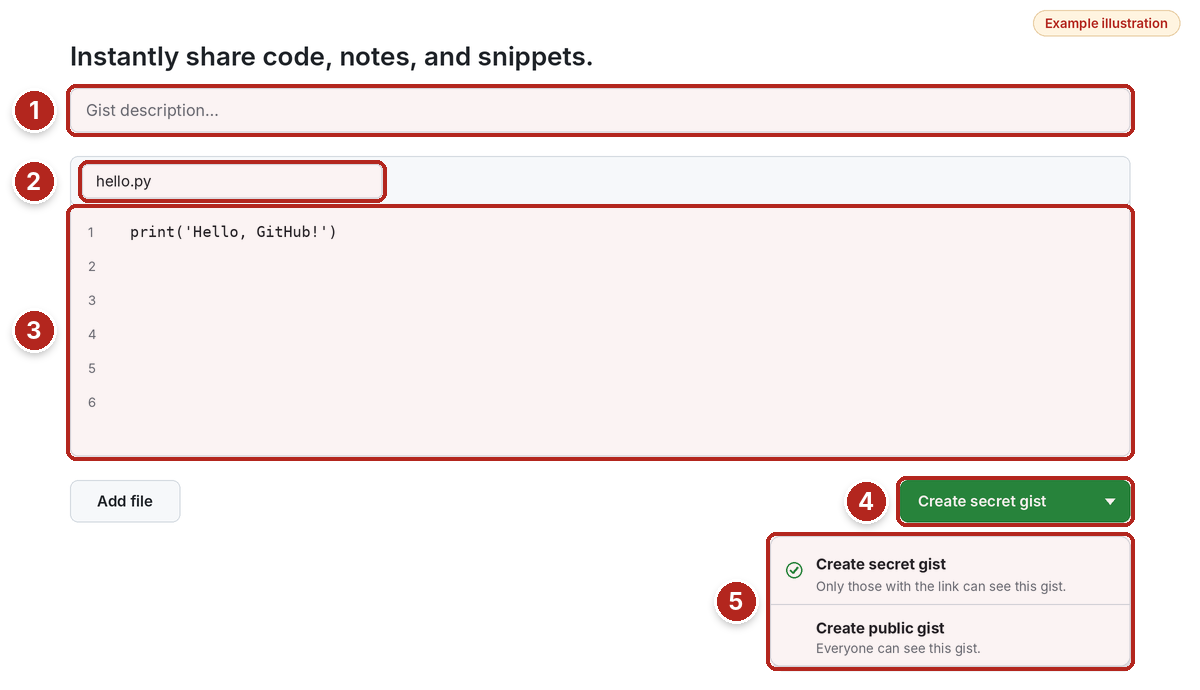 Example illustration
Instantly share code, notes, and snippets.
1
Gist description...
2
hello.py
3
1 print('Hello, GitHub!')
2
3
4
5
6
Add file
4
Create secret gist
5
Create secret gist
Only those with the link can see this gist.
Create public gist
Everyone can see this gist.